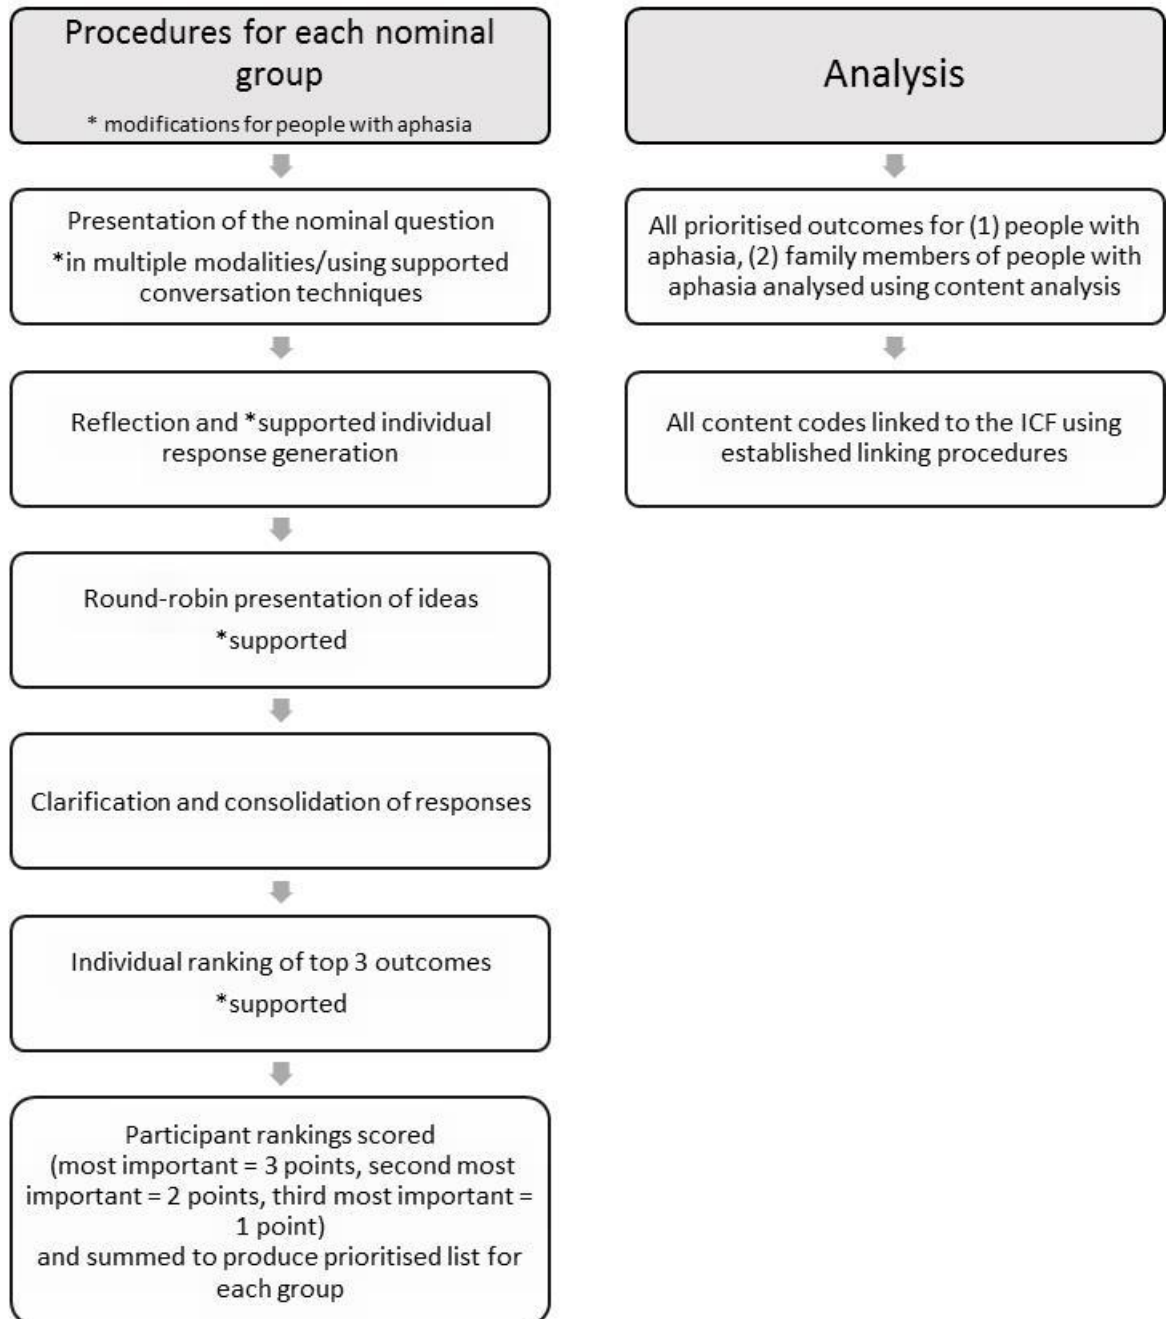 Procedures for each nominal
group
* modifications for people with aphasia
Presentation of the nominal question
*in multiple modalities/using supported
conversation techniques
Reflection and *supported individual
response generation
Round-robin presentation of ideas
*supported
Clarification and consolidation of responses
Individual ranking of top 3 outcomes
*supported
Participant rankings scored
(most important = 3 points, second most
important = 2 points, third most important =
1 point)
and summed to produce prioritised list for
each group
Analysis
All prioritised outcomes for (1) people with
aphasia, (2) family members of people with
aphasia analysed using content analysis
All content codes linked to the ICF using
established linking procedures